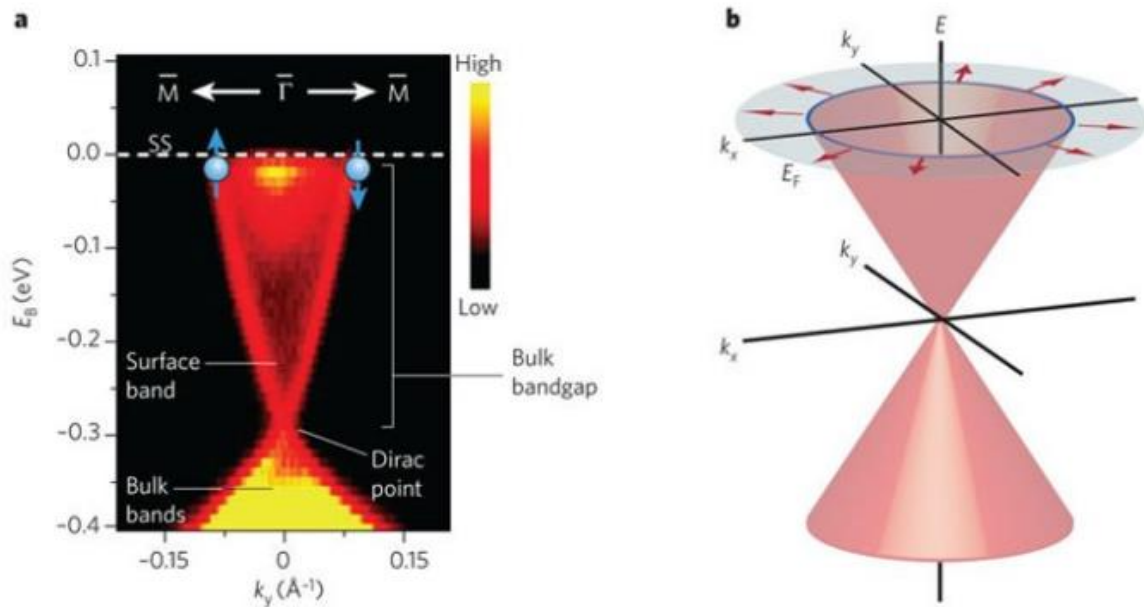 a
0.1
0.0
–0.1
–0.2
–0.3
–0.4
E_B (eV)
M̅ Γ̅ M̅
SS
Surface
band
Bulk
bands
Dirac
point
Bulk
bandgap
–0.15 0 0.15
k_y (Å⁻¹)
High
Low
b
E
k_y
k_x
E_F
k_y
k_x